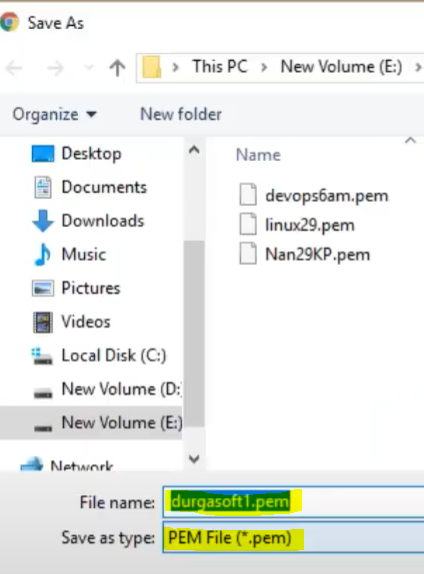 Save As
This PC > New Volume (E:) >
Organize
New folder
Desktop
Documents
Downloads
Music
Pictures
Videos
Local Disk (C:)
New Volume (D:
New Volume (E:)
Network
Name
devops6am.pem
linux29.pem
Nan29KP.pem
File name: durgasoft1.pem
Save as type: PEM File (*.pem)